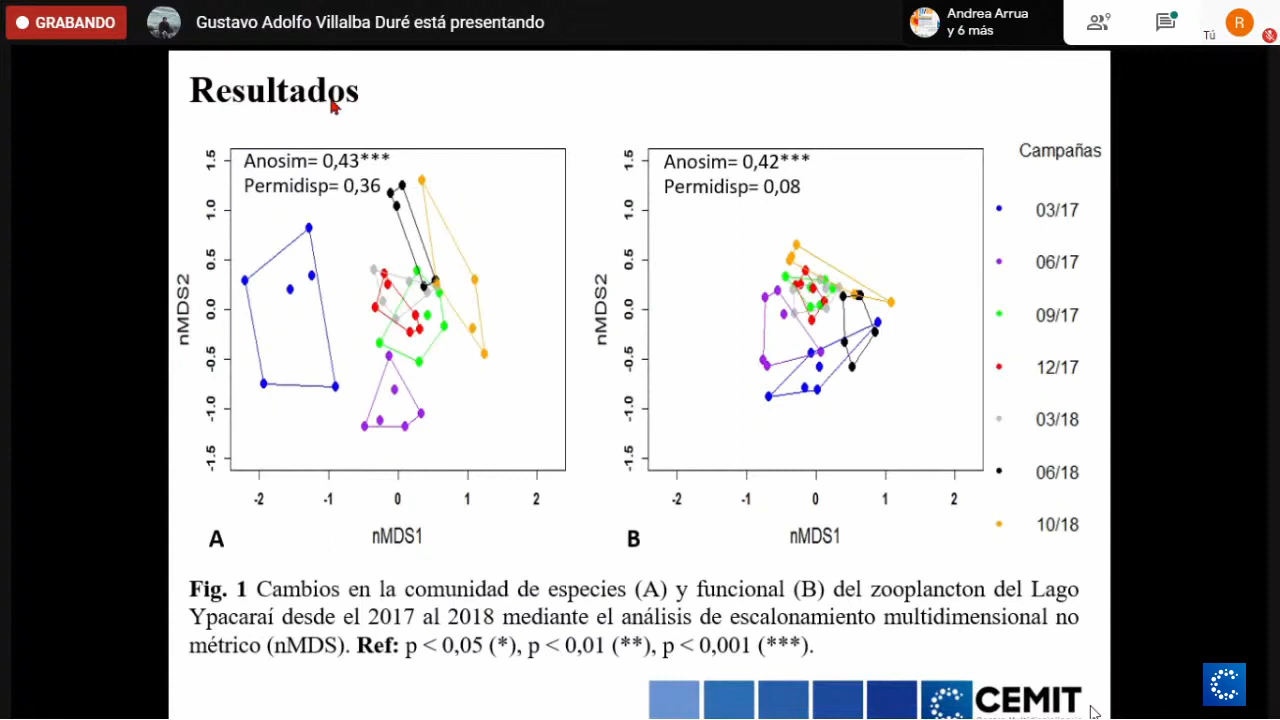 GRABANDO
Gustavo Adolfo Villalba Duré está presentando
Andrea Arrua
y 6 más
9
Tú
R
Resultados
Anosim= 0,43***
Permidisp= 0,36
1.5
1.0
0.5
0.0
-0.5
-1.0
-1.5
nMDS2
-2 -1 0 1 2
nMDS1
A
Anosim= 0,42***
Permidisp= 0,08
1.5
1.0
0.5
0.0
-0.5
-1.0
-1.5
nMDS2
-2 -1 0 1 2
nMDS1
B
Campañas
03/17
06/17
09/17
12/17
03/18
06/18
10/18
Fig. 1 Cambios en la comunidad de especies (A) y funcional (B) del zooplancton del Lago
Ypacaraí desde el 2017 al 2018 mediante el análisis de escalonamiento multidimensional no
métrico (nMDS). Ref: p < 0,05 (*), p < 0,01 (**), p < 0,001 (***).
CEMIT